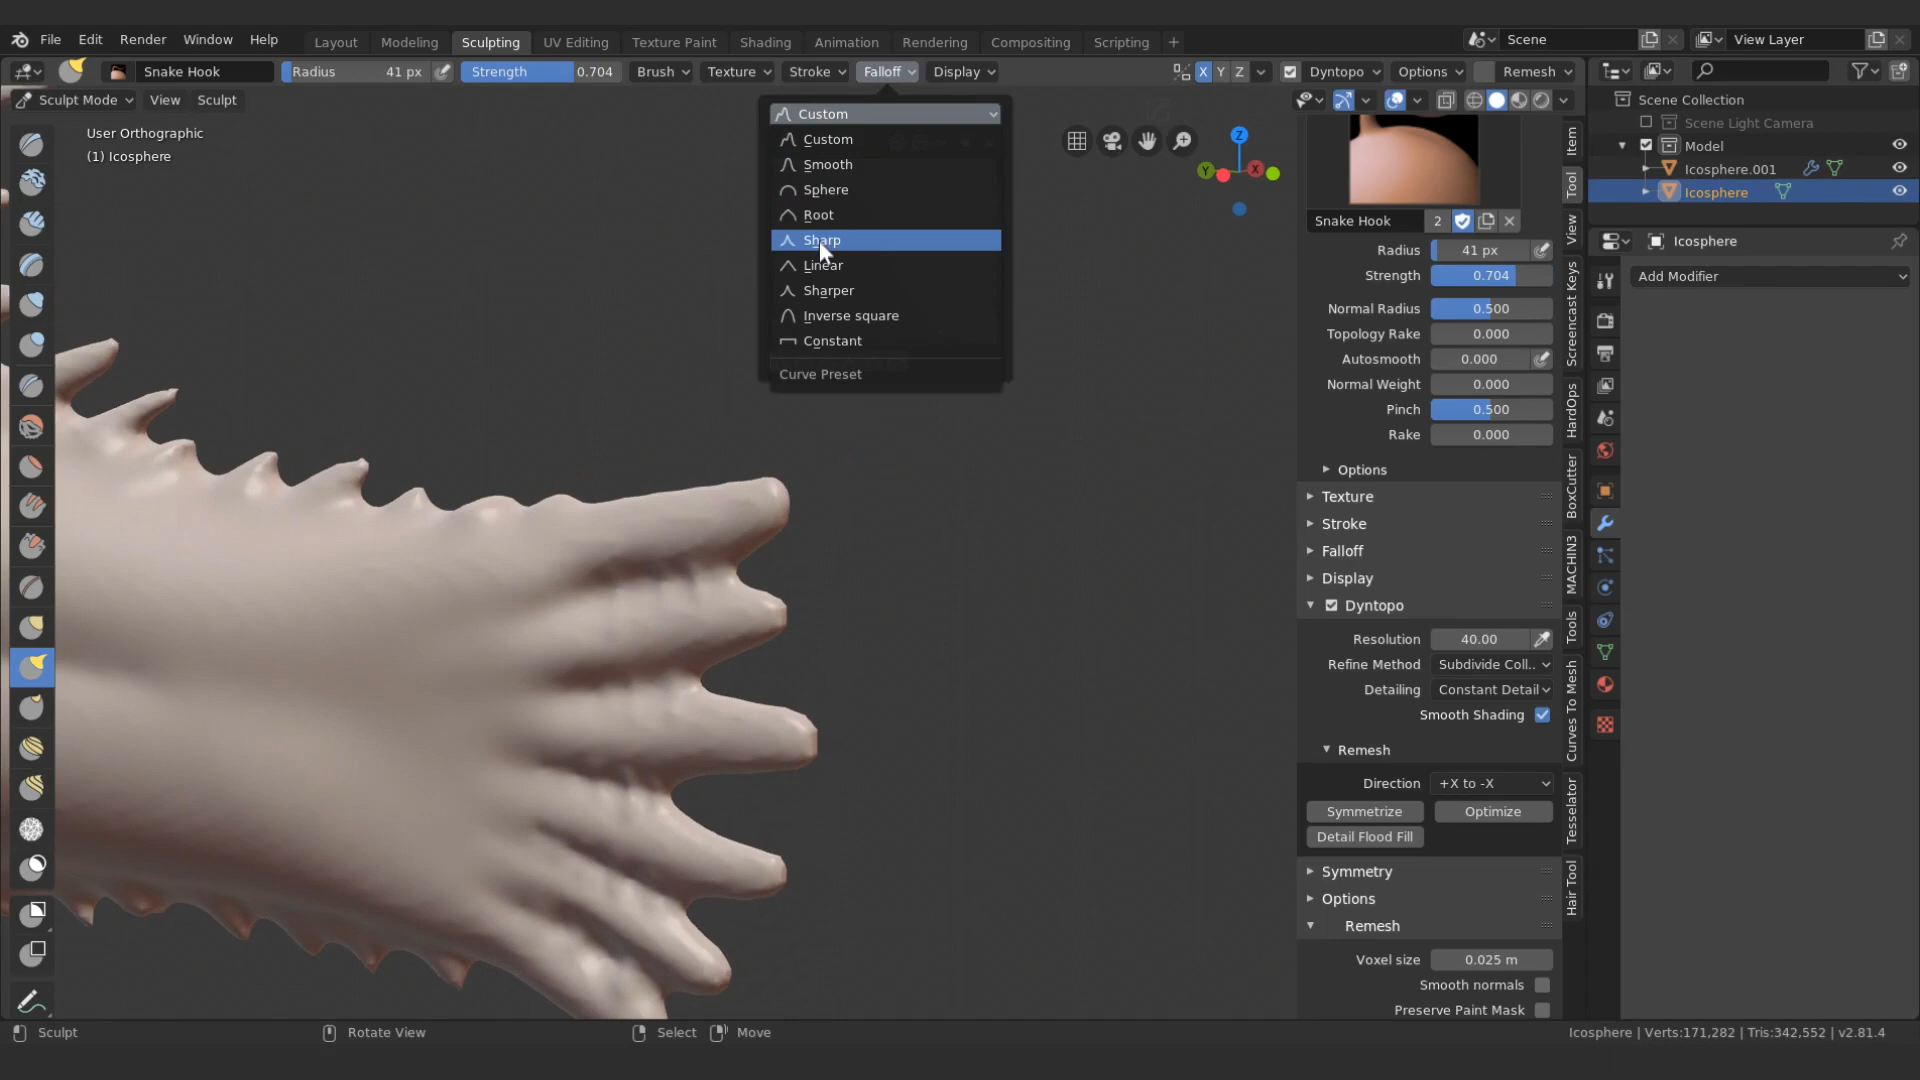 File Edit Render Window Help Layout Modeling Sculpting UV Editing Texture Paint Shading Animation Rendering Compositing Scripting + Scene View Layer
Snake Hook Radius 41 px Strength 0.704 Brush Texture Stroke Falloff Display X Y Z Dyntopo Options Remesh
Sculpt Mode View Sculpt
User Orthographic
(1) Icosphere
Custom
Custom
Smooth
Sphere
Root
Sharp
Linear
Sharper
Inverse square
Constant
Curve Preset
Z
Y
X
Snake Hook 2
Radius 41 px
Strength 0.704
Normal Radius 0.500
Topology Rake 0.000
Autosmooth 0.000
Normal Weight 0.000
Pinch 0.500
Rake 0.000
Options
Texture
Stroke
Falloff
Display
Dyntopo
Resolution 40.00
Refine Method Subdivide Coll..
Detailing Constant Detail
Smooth Shading
Remesh
Direction +X to -X
Symmetrize Optimize
Detail Flood Fill
Symmetry
Options
Remesh
Voxel size 0.025 m
Smooth normals
Preserve Paint Mask
Item
Tool
View
Screencast Keys
HardOps
BoxCutter
MACHIN3
Tools
Curves To Mesh
Tesselator
Hair Tool
Scene Collection
Scene Light Camera
Model
Icosphere.001
Icosphere
Icosphere
Add Modifier
Sculpt Rotate View Select Move Icosphere | Verts:171,282 | Tris:342,552 | v2.81.4